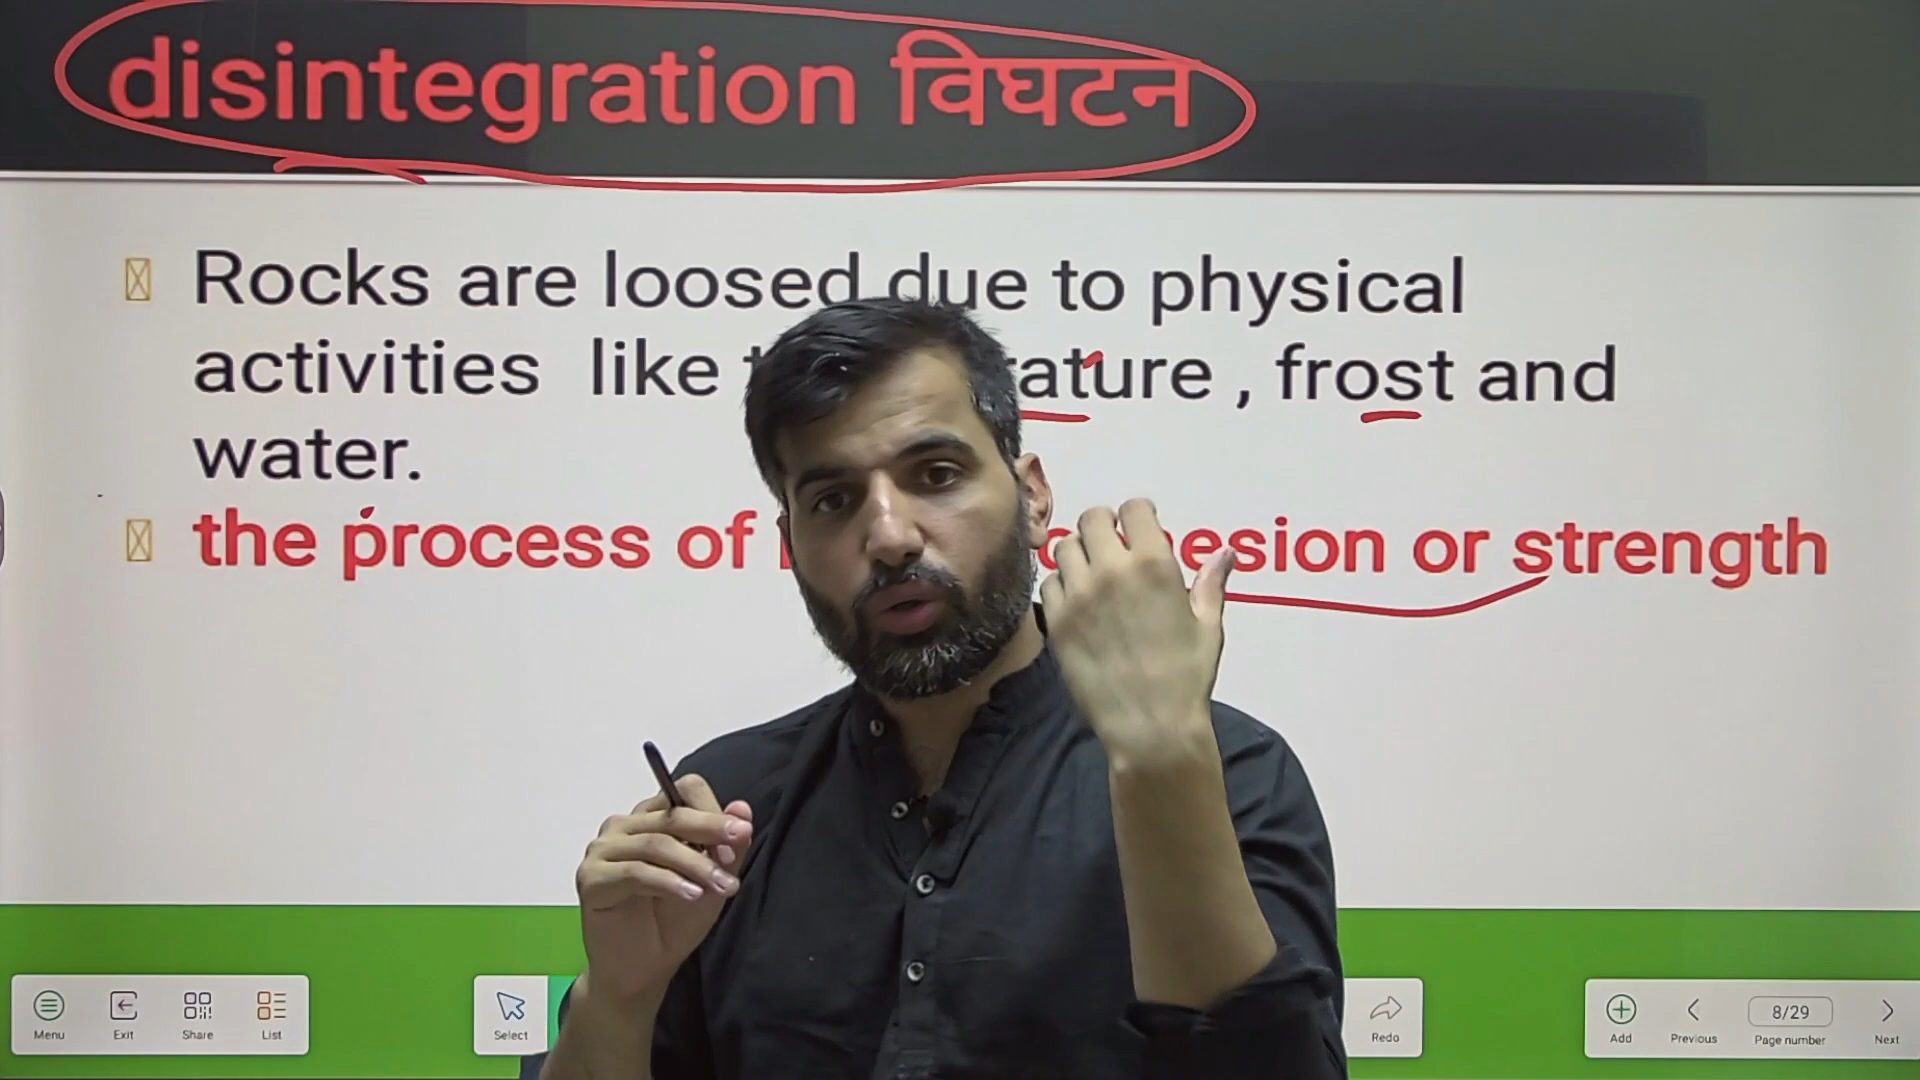 disintegration विघटन
Rocks are loosed due to physical
activities like ature , frost and
water.
the process of esion or strength
Menu
Exit
Share
List
Select
Redo
Add
Previous
8/29
Page number
Next